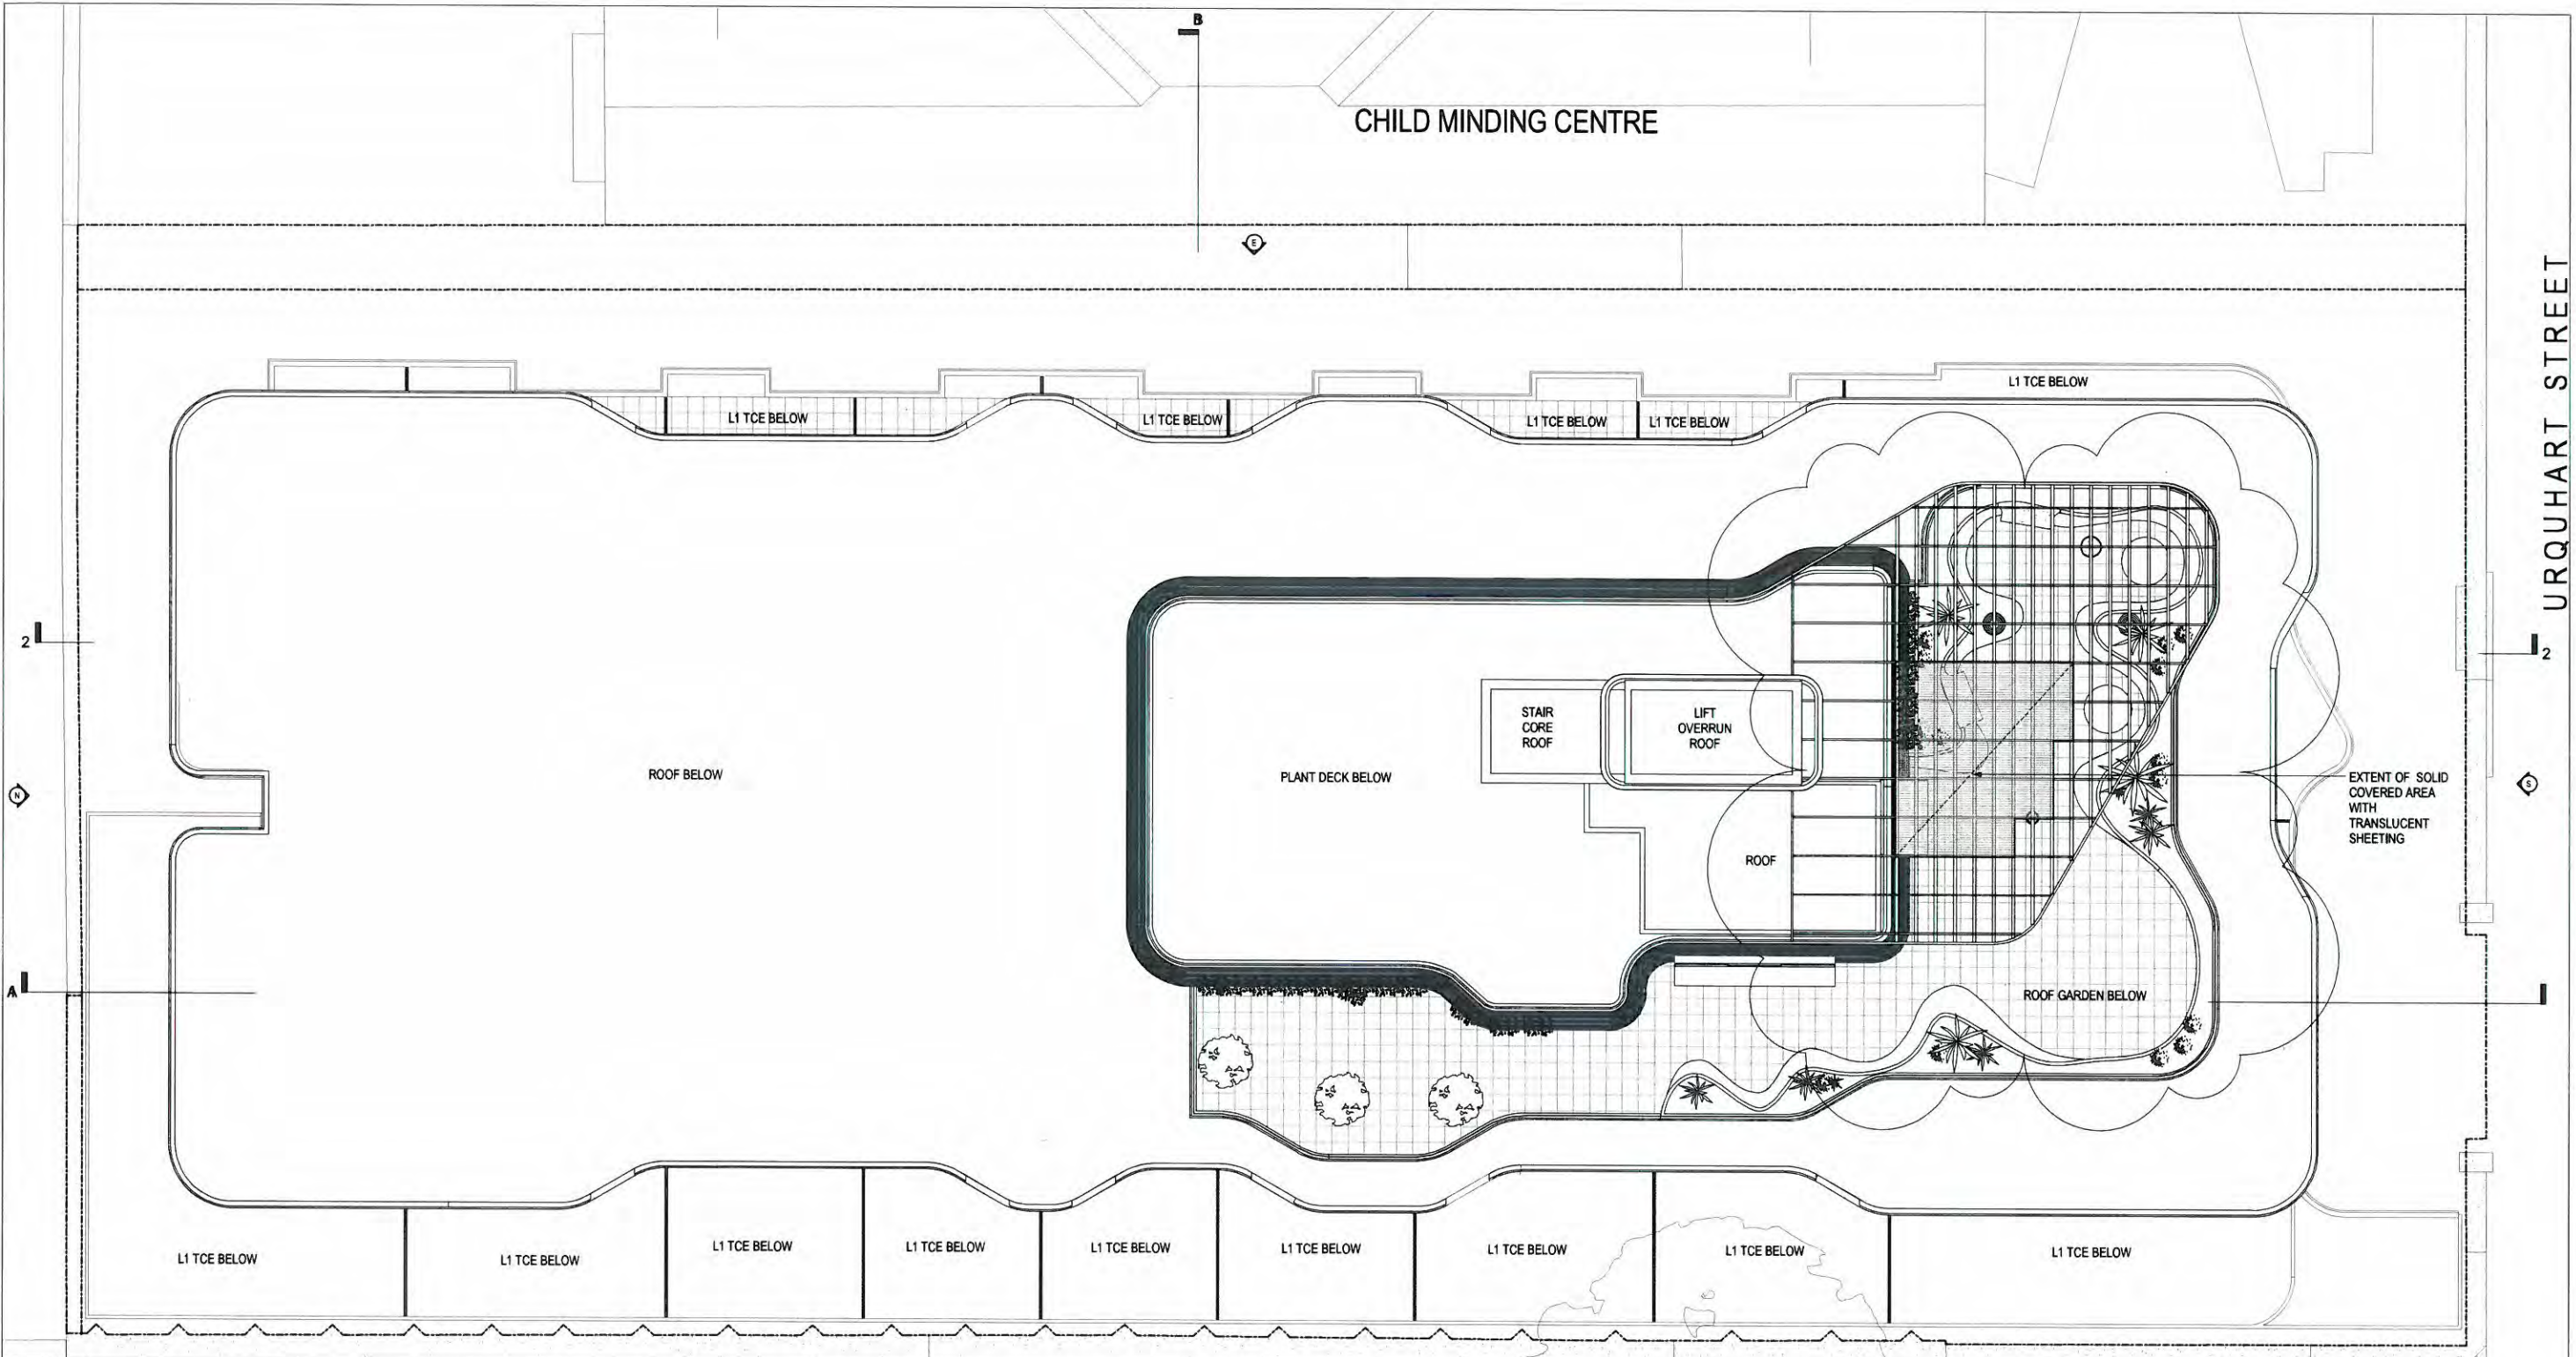 B
CHILD MINDING CENTRE
E
URQUHART STREET
L1 TCE BELOW
L1 TCE BELOW
L1 TCE BELOW
L1 TCE BELOW
L1 TCE BELOW
2
2
STAIR
CORE
ROOF
LIFT
OVERRUN
ROOF
ROOF BELOW
PLANT DECK BELOW
EXTENT OF SOLID
COVERED AREA
WITH
TRANSLUCENT
SHEETING
N
S
ROOF
A
ROOF GARDEN BELOW
L1 TCE BELOW
L1 TCE BELOW
L1 TCE BELOW
L1 TCE BELOW
L1 TCE BELOW
L1 TCE BELOW
L1 TCE BELOW
L1 TCE BELOW
L1 TCE BELOW